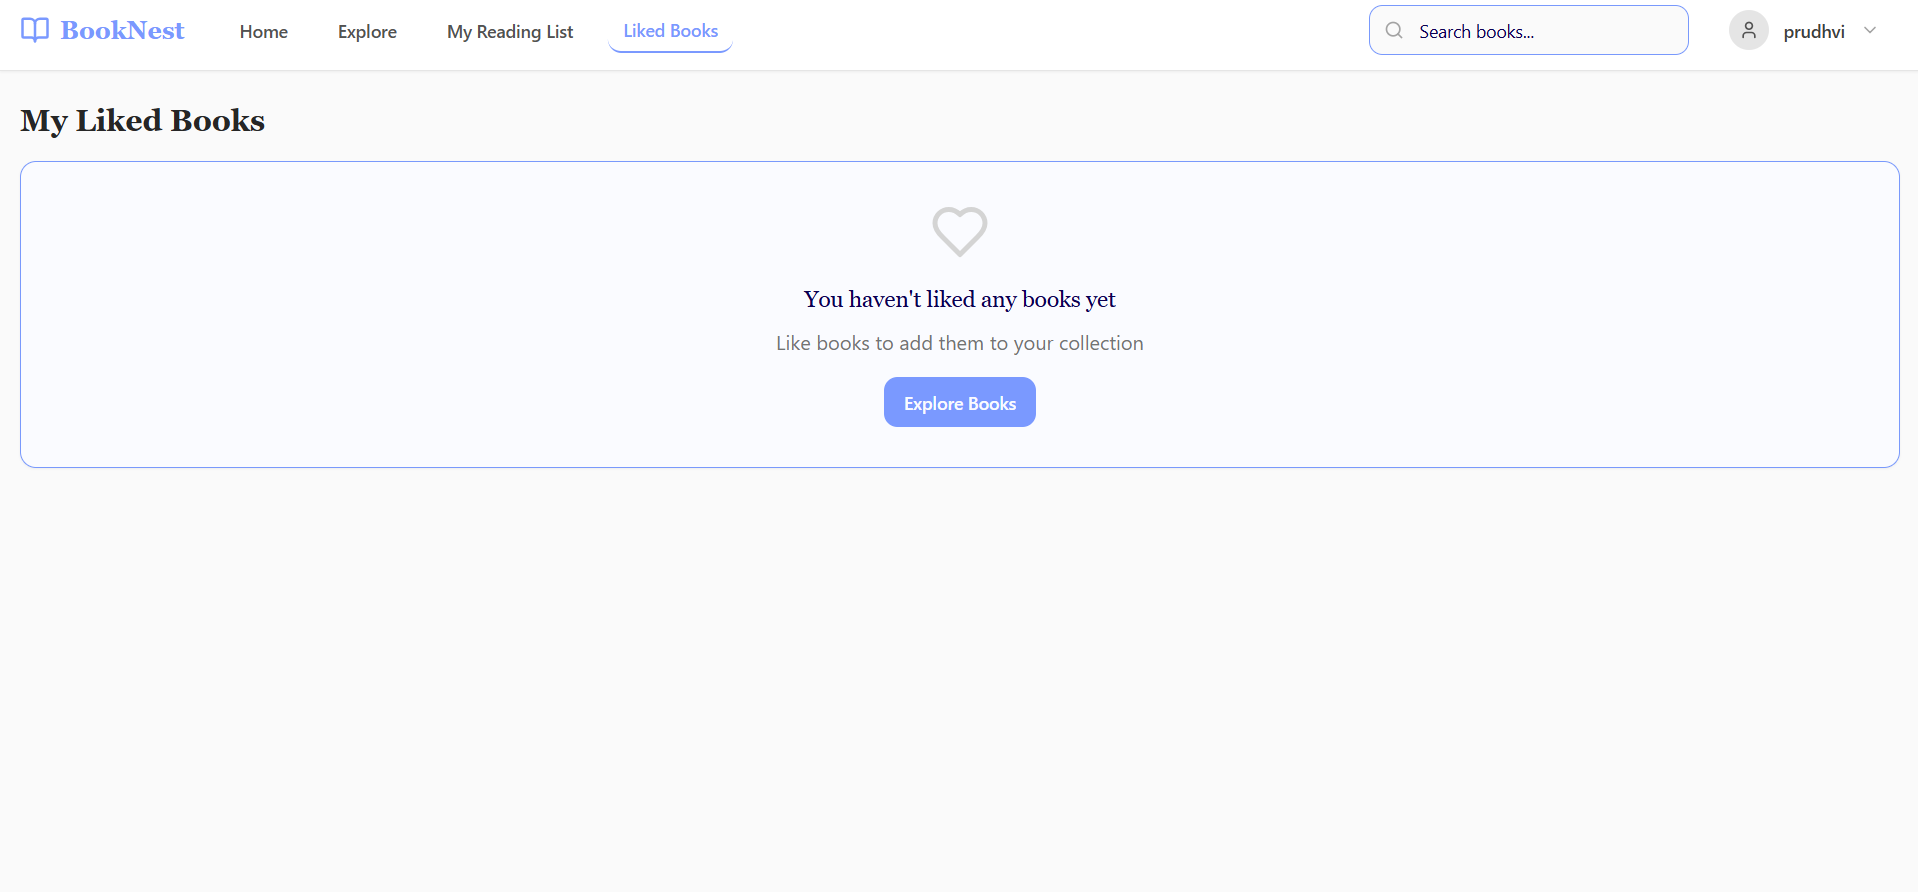 BookNest
Home
Explore
My Reading List
Liked Books
Search books...
prudhvi
My Liked Books
You haven't liked any books yet
Like books to add them to your collection
Explore Books